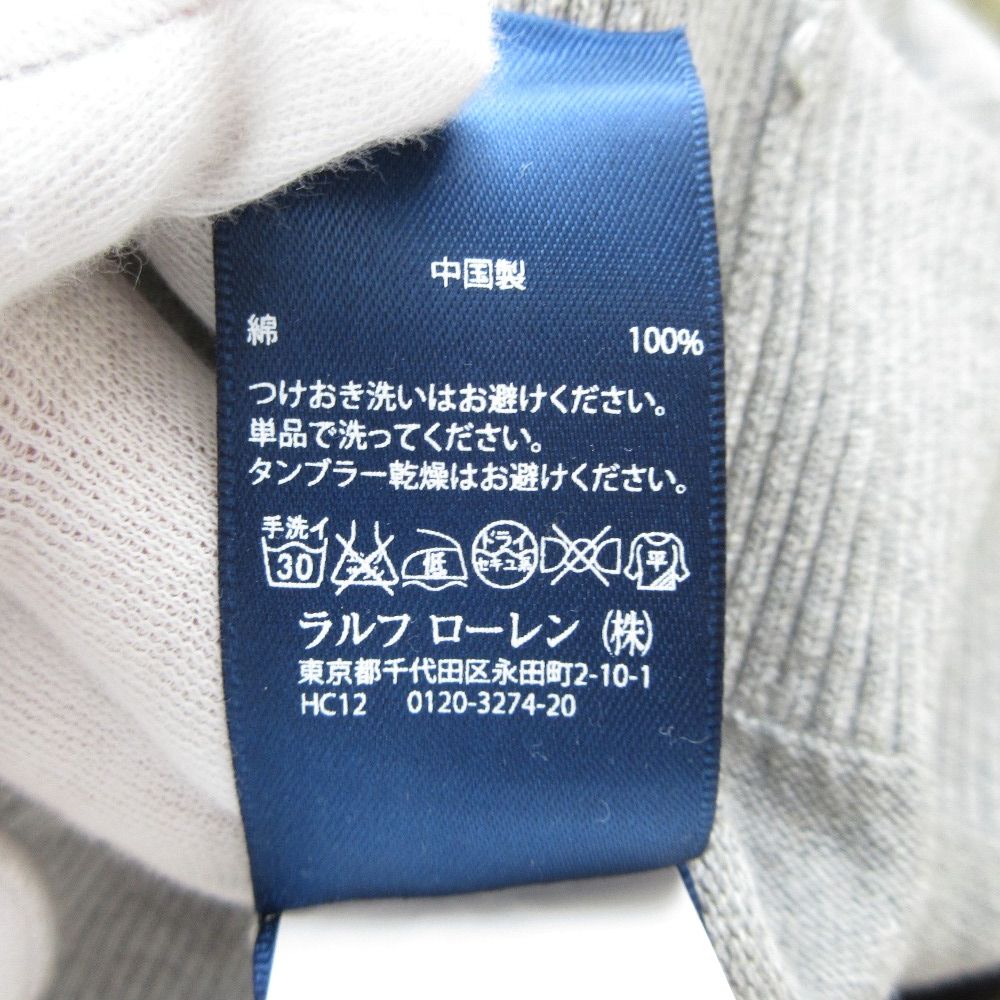 中国製
綿 100%
つけおき洗いはお避けください。
単品で洗ってください。
タンブラー乾燥はお避けください。
手洗イ
30 低 ドライ セキユ系 平
ラルフ ローレン (株)
東京都千代田区永田町2-10-1
HC12 0120-3274-20